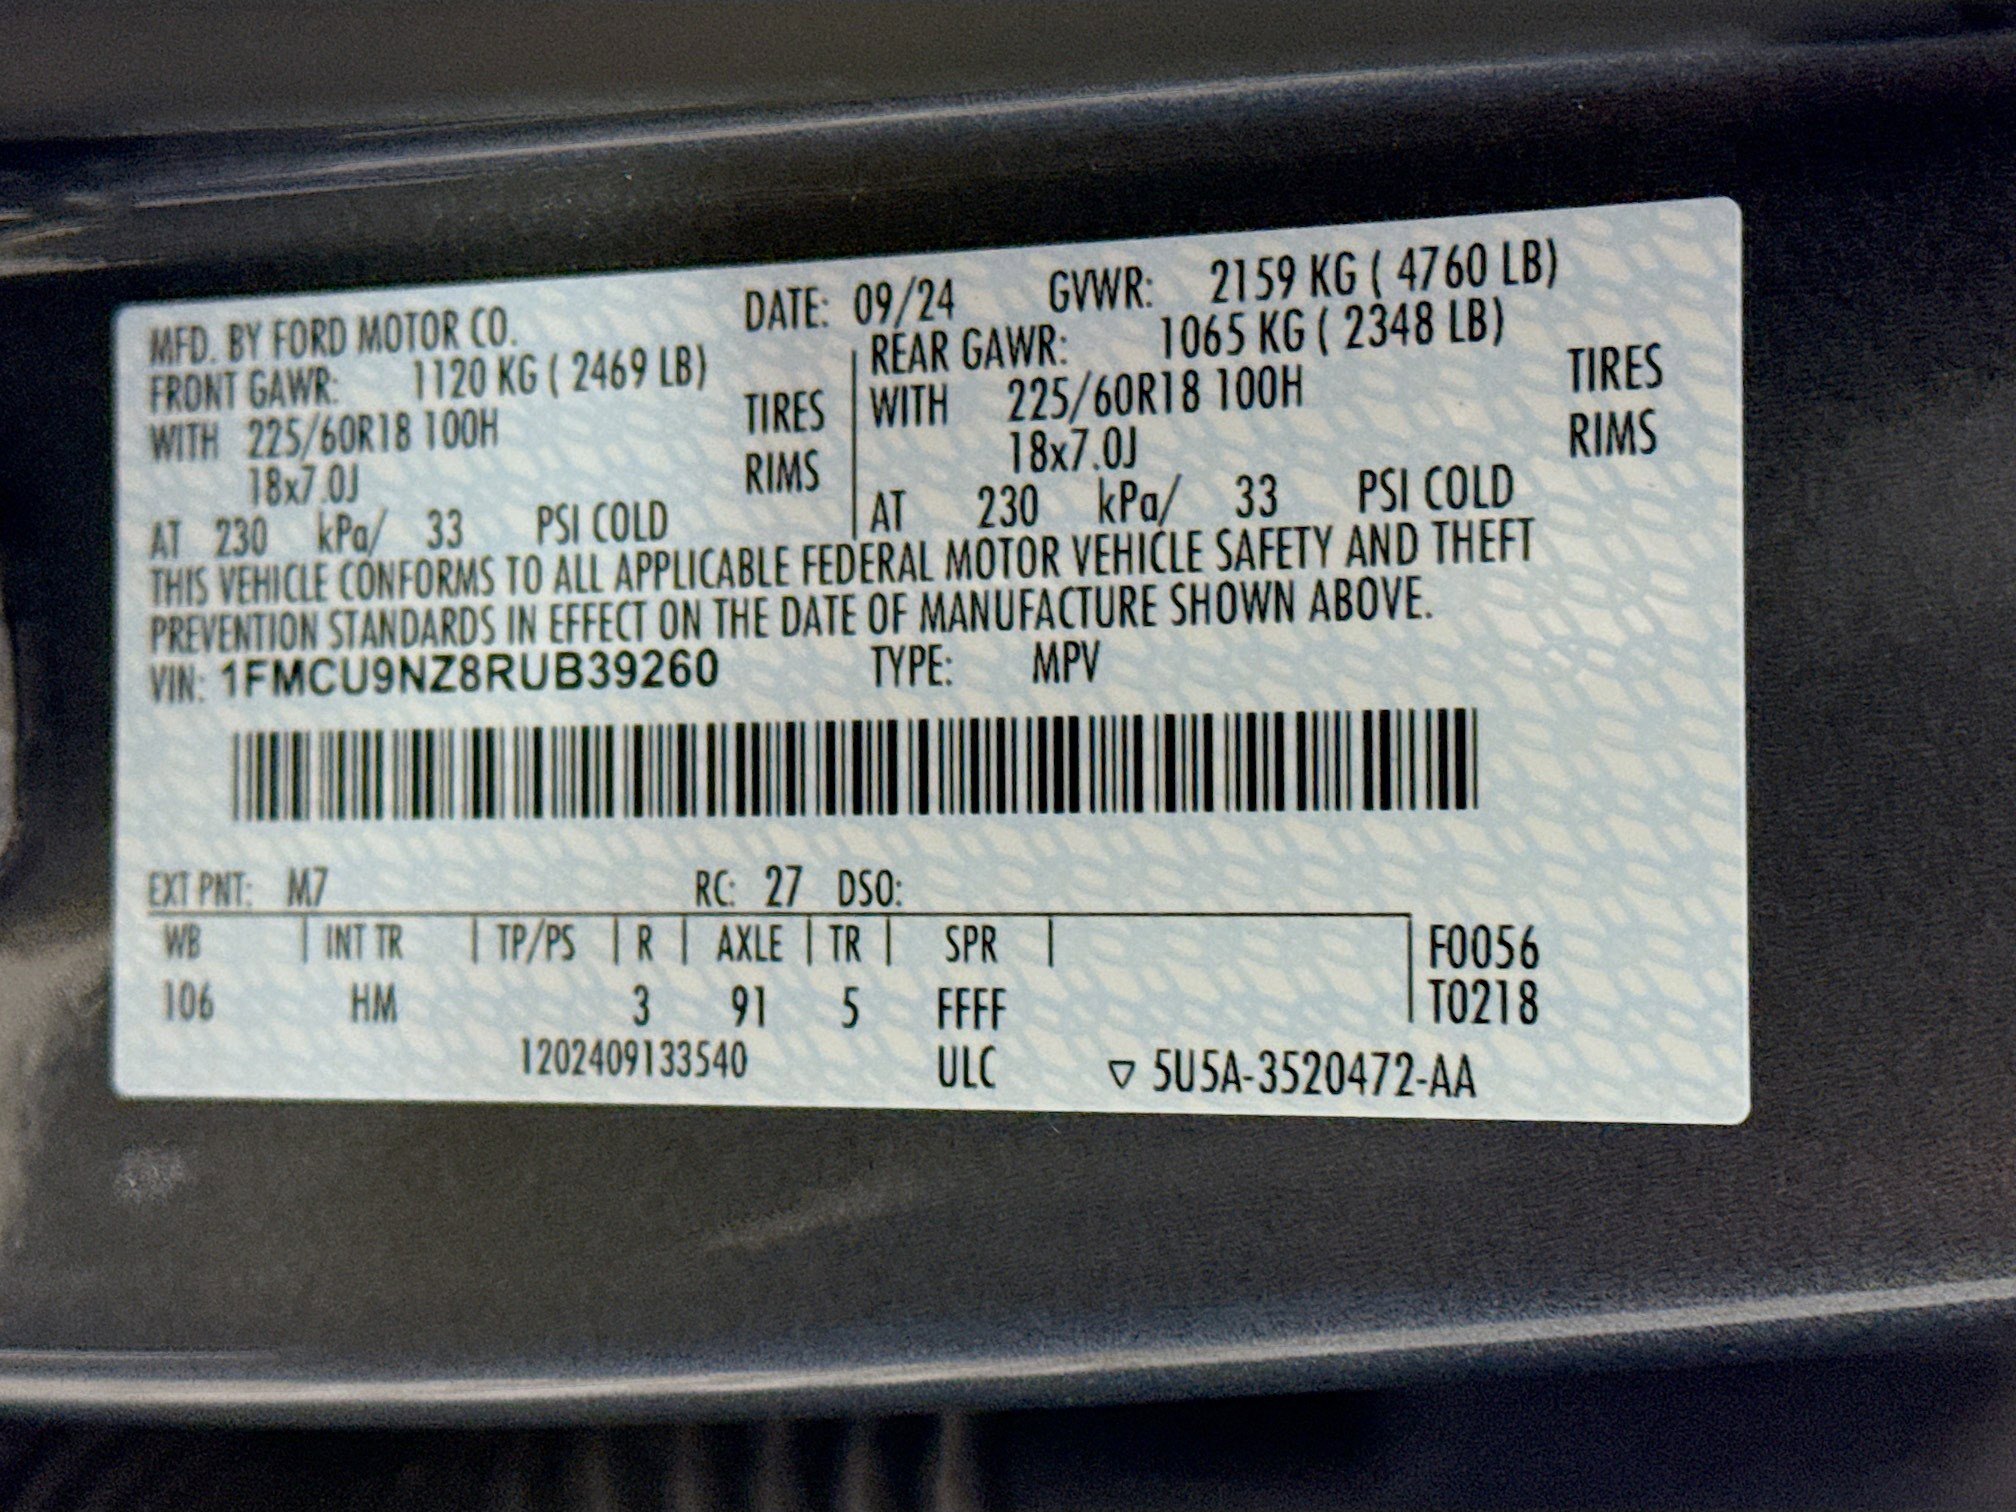 MFD. BY FORD MOTOR CO. DATE: 09/24 GVWR: 2159 KG ( 4760 LB)
FRONT GAWR: 1120 KG ( 2469 LB) REAR GAWR: 1065 KG ( 2348 LB)
WITH 225/60R18 100H TIRES WITH 225/60R18 100H TIRES
18x7.0J RIMS 18x7.0J RIMS
AT 230 kPa/ 33 PSI COLD AT 230 kPa/ 33 PSI COLD
THIS VEHICLE CONFORMS TO ALL APPLICABLE FEDERAL MOTOR VEHICLE SAFETY AND THEFT
PREVENTION STANDARDS IN EFFECT ON THE DATE OF MANUFACTURE SHOWN ABOVE.
VIN: 1FMCU9NZ8RUB39260 TYPE: MPV
EXT PNT: M7 RC: 27 DSO:
WB | INT TR | TP/PS | R | AXLE | TR | SPR | F0056
106 HM 3 91 5 FFFF T0218
1202409133540 ULC ▽ 5U5A-3520472-AA